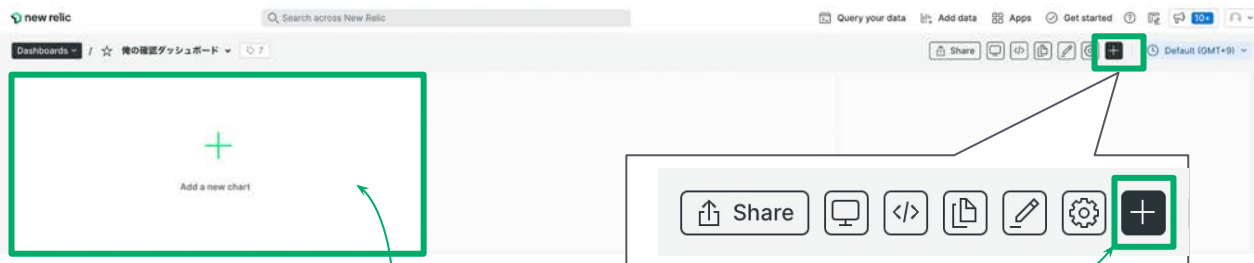 new relic
Search across New Relic
Query your data
Add data
Apps
Get started
10+
Dashboards / 俺の確認ダッシュボード
7
Share
Default (GMT+9)
Add a new chart
Share